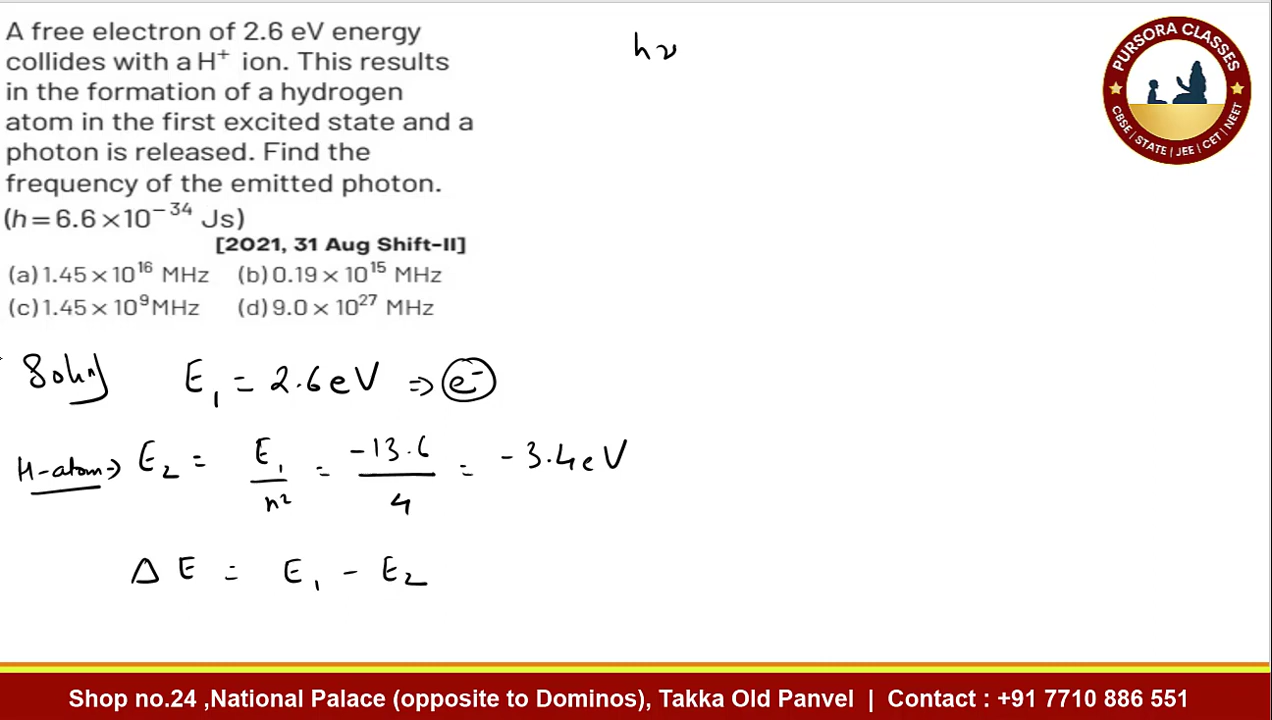 A free electron of 2.6 eV energy
collides with a H⁺ ion. This results
in the formation of a hydrogen
atom in the first excited state and a
photon is released. Find the
frequency of the emitted photon.
(h=6.6×10⁻³⁴ Js)
[2021, 31 Aug Shift-II]
(a) 1.45×10¹⁶ MHz (b) 0.19×10¹⁵ MHz
(c) 1.45×10⁹MHz (d) 9.0×10²⁷ MHz
hν
PURSORA CLASSES
CBSE | STATE | JEE | CET | NEET
Soln) E₁ = 2.6 eV ⇒ e⁻
H-atom ⇒ E₂ = E₁/n² = -13.6/4 = -3.4 eV
Δ E = E₁ - E₂
Shop no.24 ,National Palace (opposite to Dominos), Takka Old Panvel | Contact : +91 7710 886 551